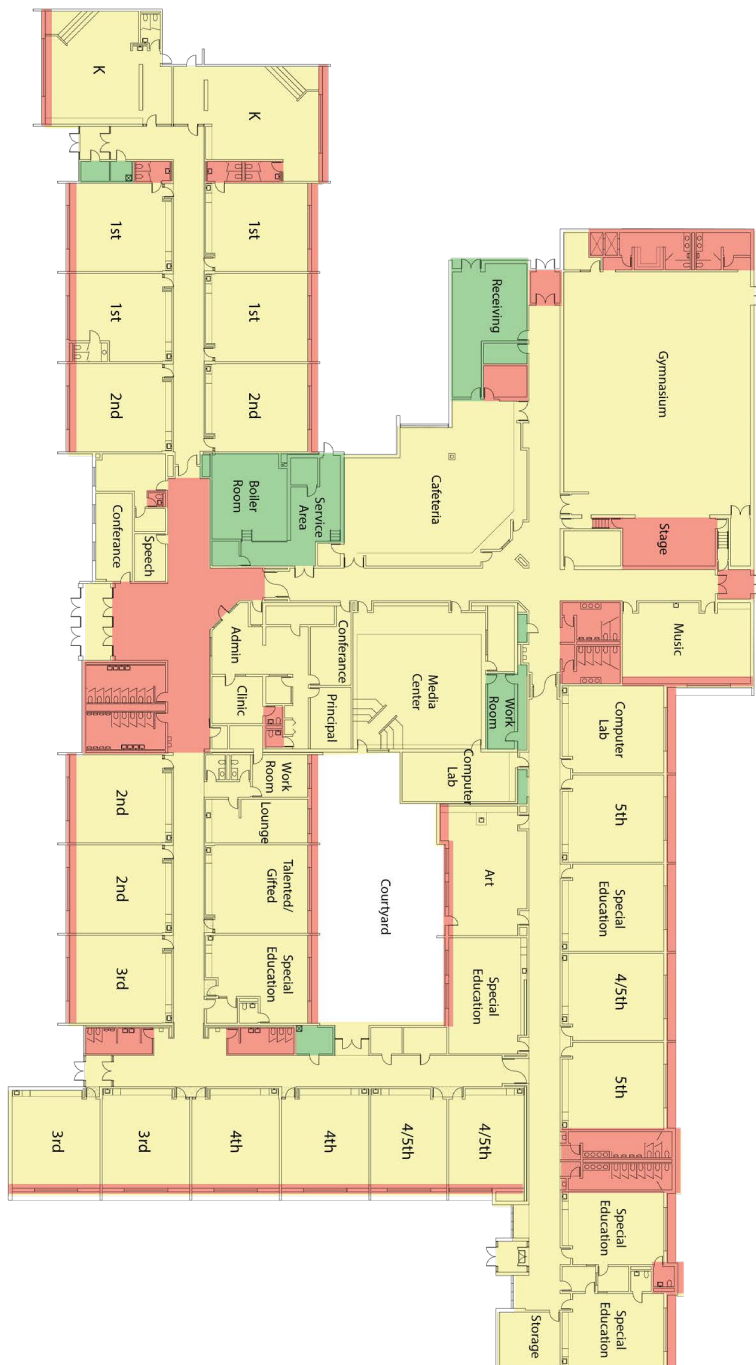 K
K
1st
1st
1st
1st
2nd
2nd
Receiving
Gymnasium
Cafeteria
Boiler
Room
Service
Area
Conferance
Speech
Stage
Music
Admin
Clinic
Conferance
Principal
Media
Center
Work
Room
Computer
Lab
Computer
Lab
2nd
Work
Room
Lounge
Talented/
Gifted
Courtyard
Art
5th
2nd
Special
Education
3rd
Special
Education
Special
Education
4/5th
5th
3rd
3rd
4th
4th
4/5th
4/5th
Special
Education
Special
Education
Storage